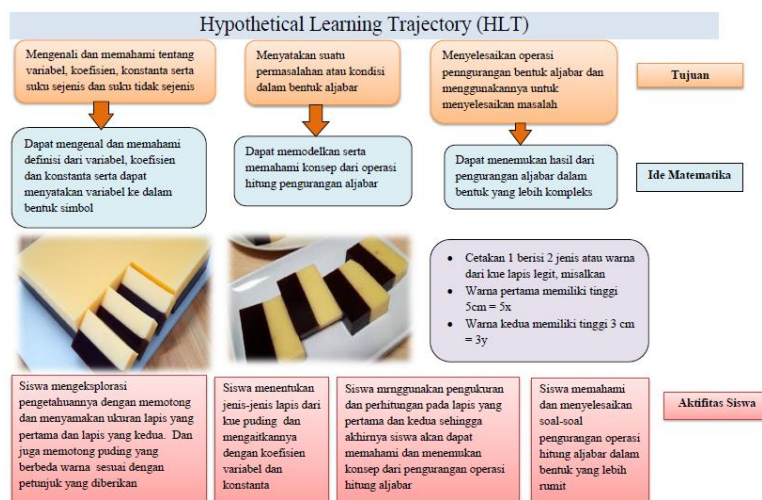 Hypothetical Learning Trajectory (HLT)
Mengenali dan memahami tentang
variabel, koefisien, konstanta serta
suku sejenis dan suku tidak sejenis
Menyatakan suatu
permasalahan atau kondisi
dalam bentuk aljabar
Menyelesaikan operasi
penngurangan bentuk aljabar dan
menggunakannya untuk
menyelesaikan masalah
Tujuan
Dapat mengenal dan memahami
definisi dari variabel, koefisien
dan konstanta serta dapat
menyatakan variabel ke dalam
bentuk simbol
Dapat memodelkan serta
memahami konsep dari operasi
hitung pengurangan aljabar
Dapat menemukan hasil dari
pengurangan aljabar dalam
bentuk yang lebih kompleks
Ide Matematika
• Cetakan 1 berisi 2 jenis atau warna
dari kue lapis legit, misalkan
• Warna pertama memiliki tinggi
5cm = 5x
• Warna kedua memiliki tinggi 3 cm
= 3y
Siswa mengeksplorasi
pengetahuannya dengan memotong
dan menyamakan ukuran lapis yang
pertama dan lapis yang kedua. Dan
juga memotong puding yang
berbeda warna sesuai dengan
petunjuk yang diberikan
Siswa menentukan
jenis-jenis lapis dari
kue puding dan
mengaitkannya
dengan koefisien
variabel dan
konstanta
Siswa mrnggunakan pengukuran
dan perhitungan pada lapis yang
pertama dan kedua sehingga
akhirnya siswa akan dapat
memahami dan menemukan
konsep dari pengurangan operasi
hitung aljabar
Siswa memahami
dan menyelesaikan
soal-soal
pengurangan operasi
hitung aljabar dalam
bentuk yang lebih
rumit
Aktifitas Siswa